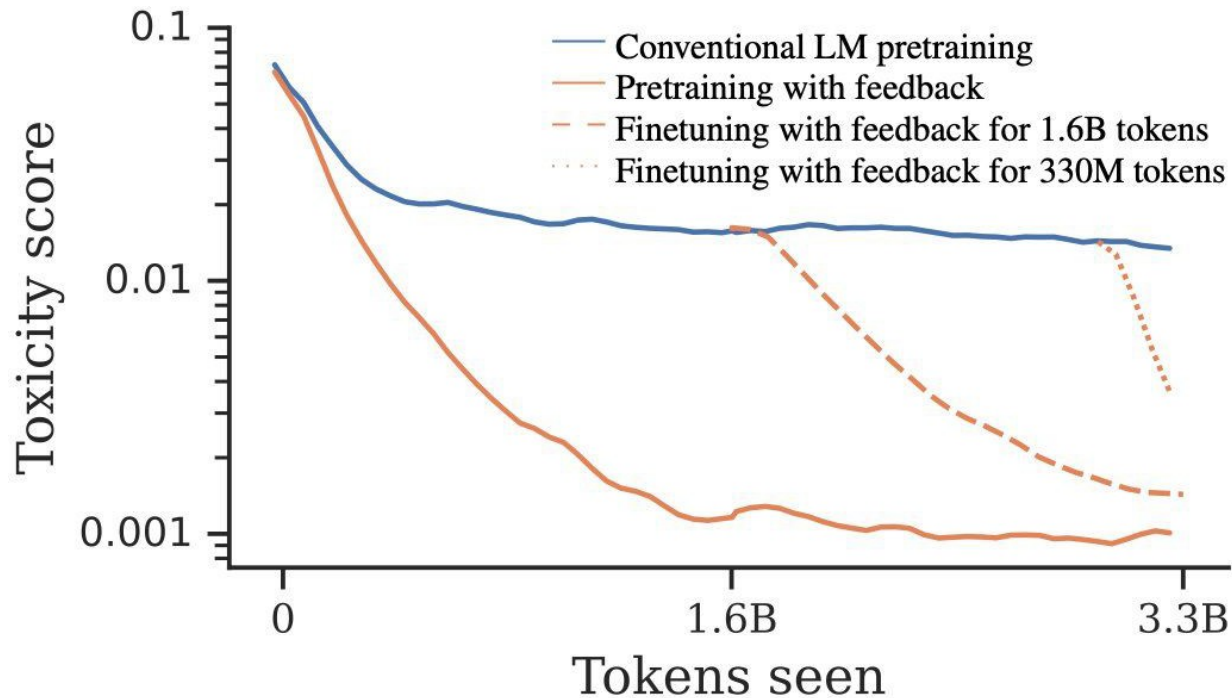 0.1
0.01
0.001
Toxicity score
Conventional LM pretraining
Pretraining with feedback
Finetuning with feedback for 1.6B tokens
Finetuning with feedback for 330M tokens
0
1.6B
3.3B
Tokens seen